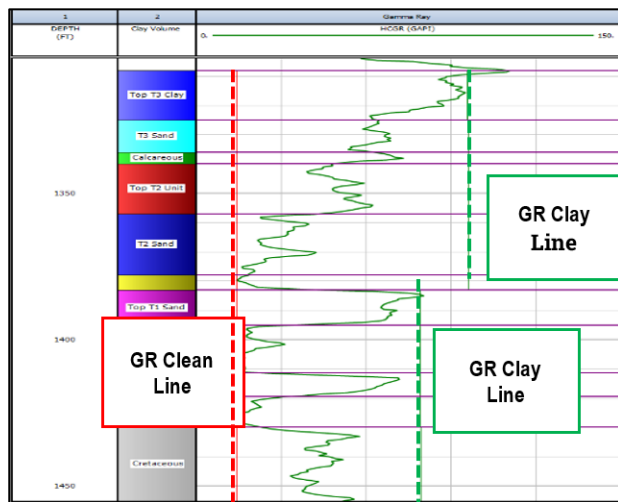 1
2
Gamma Ray
DEPTH
(FT)
Clay Volume
HCGR (GAPI)
0.
150.
Top T3 Clay
T3 Sand
Calcareous
Top T2 Unit
1350
GR Clay
Line
T2 Sand
Top T1 Sand
1400
GR Clean
Line
GR Clay
Line
Cretaceous
1450